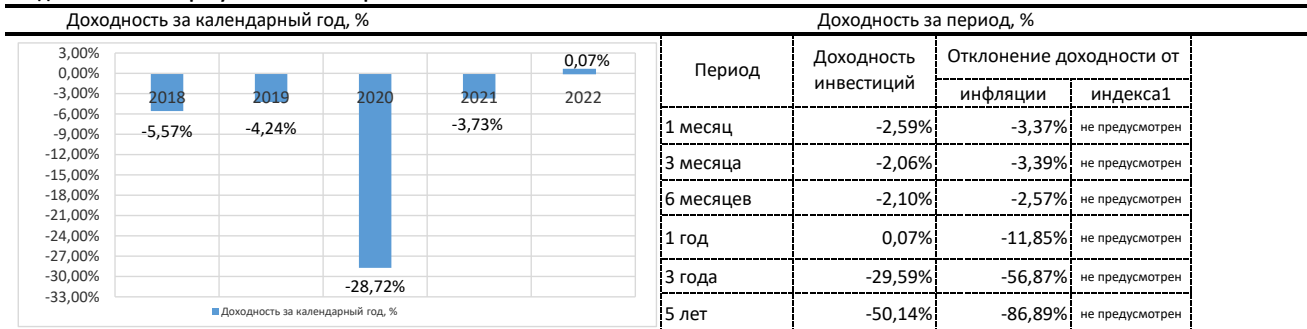 Доходность за календарный год, %
Доходность за период, %
3,00%
0,00%
-3,00%
-6,00%
-9,00%
-12,00%
-15,00%
-18,00%
-21,00%
-24,00%
-27,00%
-30,00%
-33,00%
2018
2019
2020
2021
2022
-5,57%
-4,24%
-28,72%
-3,73%
0,07%
Доходность за календарный год, %
Период
Доходность инвестиций
Отклонение доходности от
инфляции индекса1
1 месяц -2,59% -3,37% не предусмотрен
3 месяца -2,06% -3,39% не предусмотрен
6 месяцев -2,10% -2,57% не предусмотрен
1 год 0,07% -11,85% не предусмотрен
3 года -29,59% -56,87% не предусмотрен
5 лет -50,14% -86,89% не предусмотрен